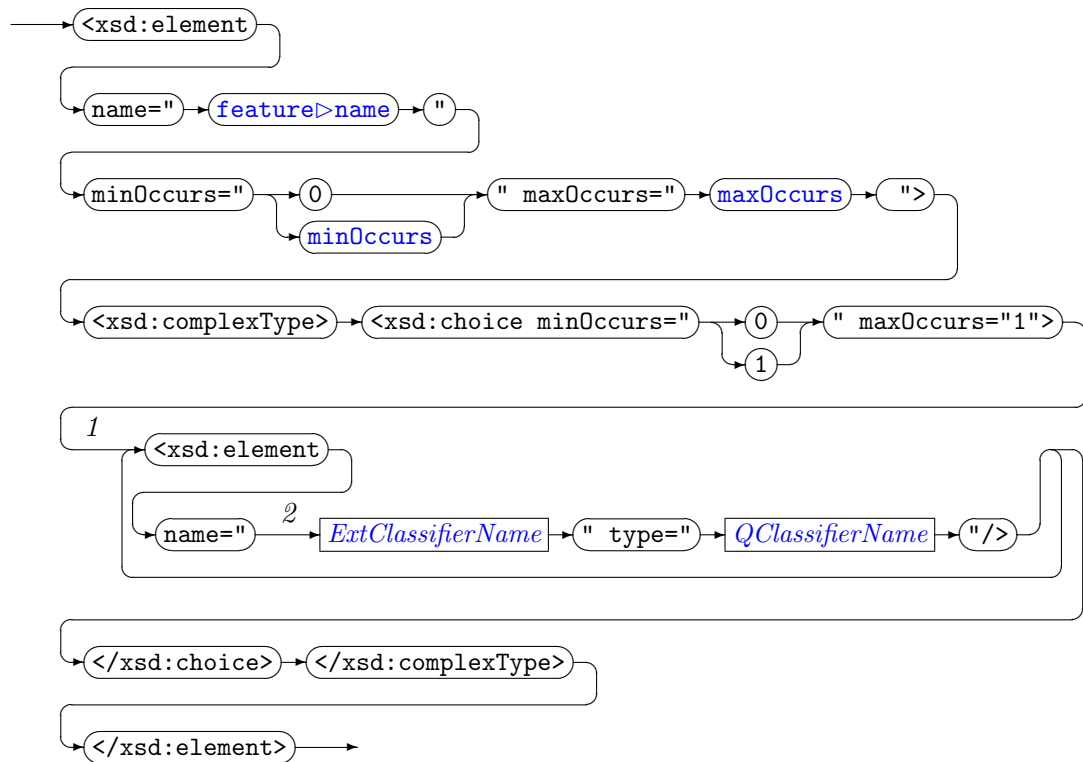 <xsd:element
name=" feature▷name "
minOccurs=" 0 " maxOccurs=" maxOccurs ">
minOccurs
<xsd:complexType> <xsd:choice minOccurs=" 0 " maxOccurs="1">
1
1
<xsd:element
2
name=" ExtClassifierName " type=" QClassifierName "/>
</xsd:choice> </xsd:complexType>
</xsd:element>